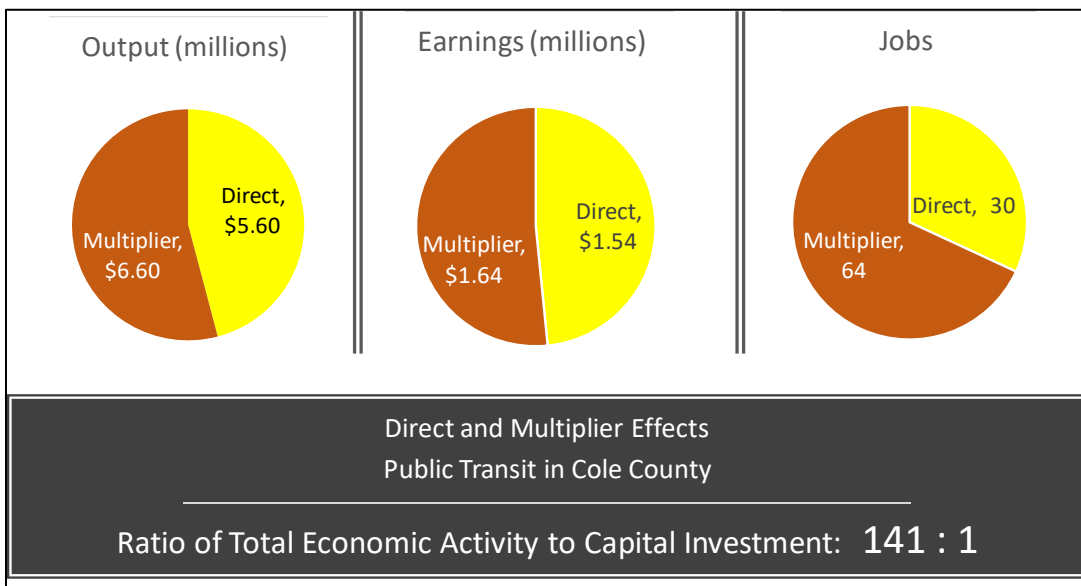 Output (millions)
Direct,
$5.60
Multiplier,
$6.60
Earnings (millions)
Direct,
$1.54
Multiplier,
$1.64
Jobs
Direct, 30
Multiplier,
64
Direct and Multiplier Effects
Public Transit in Cole County
Ratio of Total Economic Activity to Capital Investment: 141 : 1